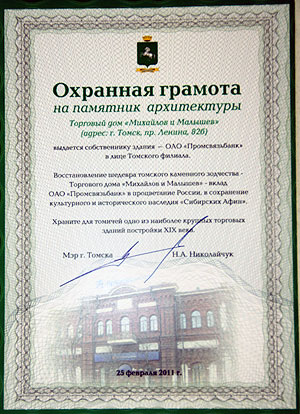 Охранная грамота
на памятник архитектуры
Торговый дом «Михайлов и Малышев»
(адрес: г. Томск, пр. Ленина, 82б)
выдается собственнику здания – ОАО «Промсвязьбанк»
в лице Томского филиала.
Восстановление шедевра томского каменного зодчества -
Торгового дома «Михайлов и Малышев» - вклад
ОАО «Промсвязьбанк» в процветание России, в сохранение
культурного и исторического наследия «Сибирских Афин».
Храните для томичей одно из наиболее крупных торговых
зданий постройки XIX века.
Мэр г. Томска Н.А. Николайчук
25 февраля 2011 г.